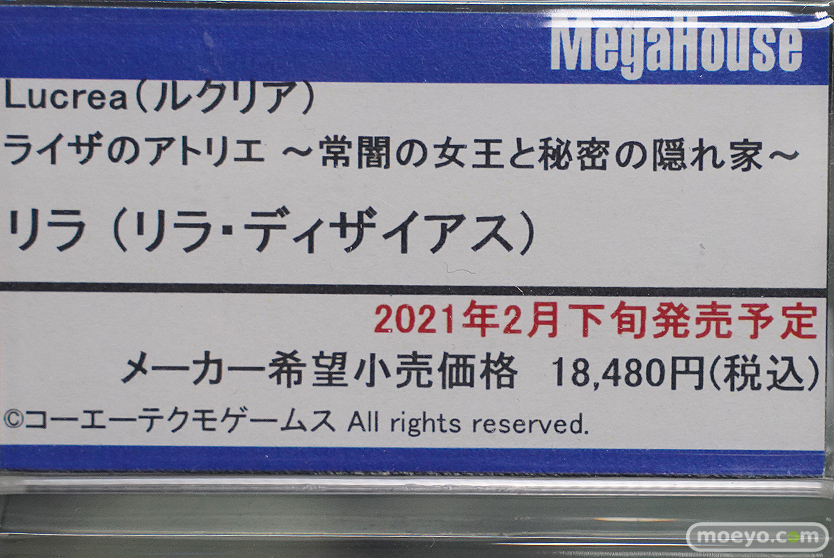 MegaHouse
Lucrea（ルクリア）
ライザのアトリエ ～常闇の女王と秘密の隠れ家～
リラ（リラ・ディザイアス）
2021年2月下旬発売予定
メーカー希望小売価格 18,480円(税込)
©コーエーテクモゲームス All rights reserved.
moeyo.com